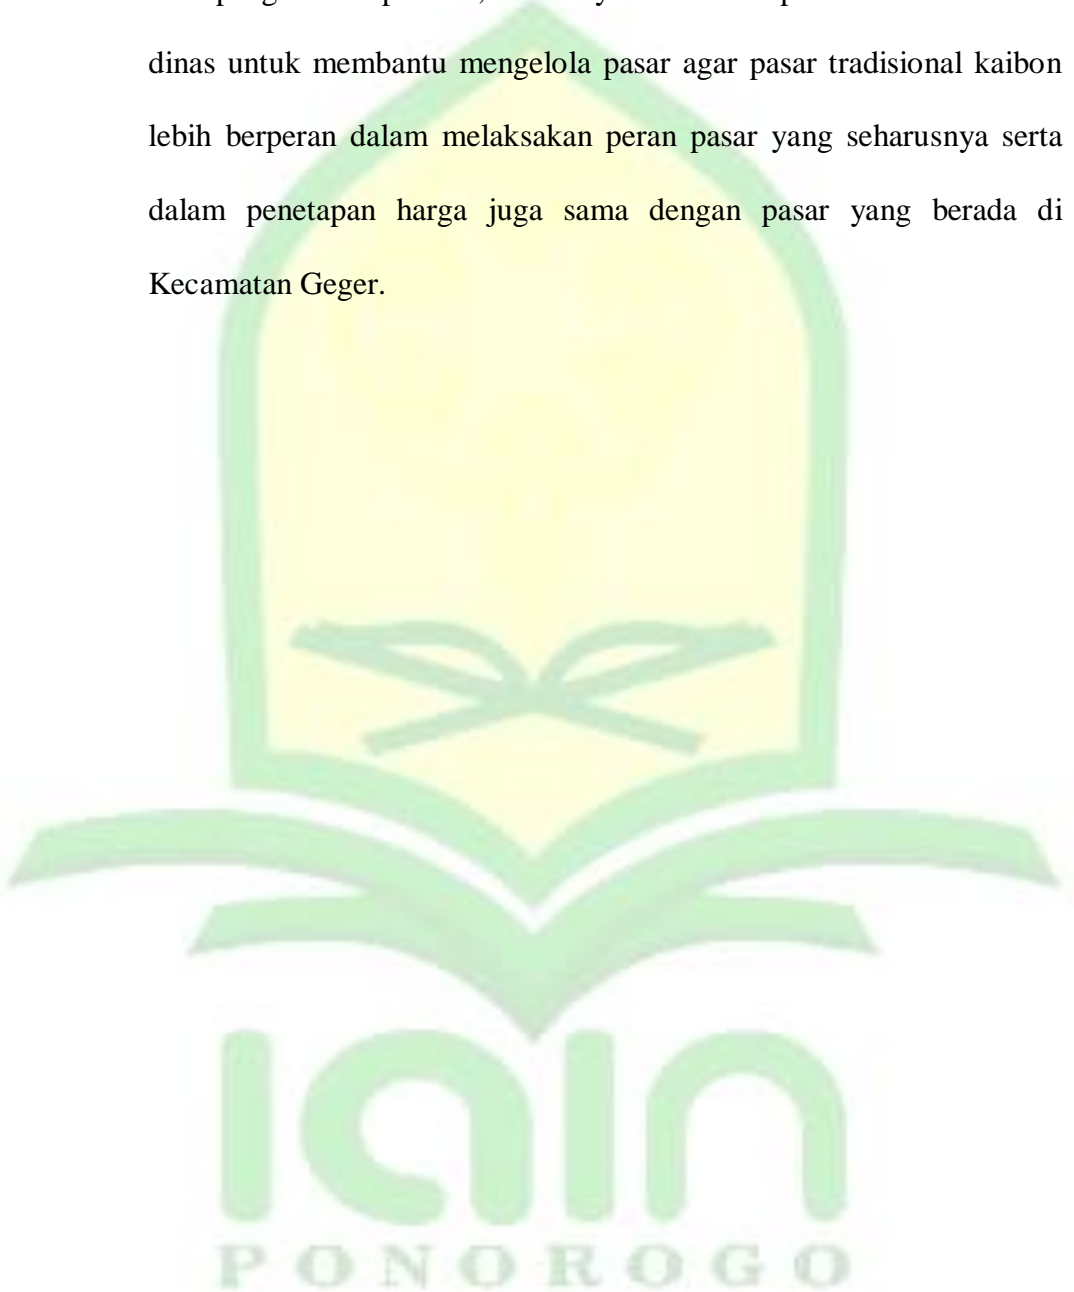 dinas untuk membantu mengelola pasar agar pasar tradisional kaibon
lebih berperan dalam melaksakan peran pasar yang seharusnya serta
dalam penetapan harga juga sama dengan pasar yang berada di
Kecamatan Geger.
iain
PONOROGO